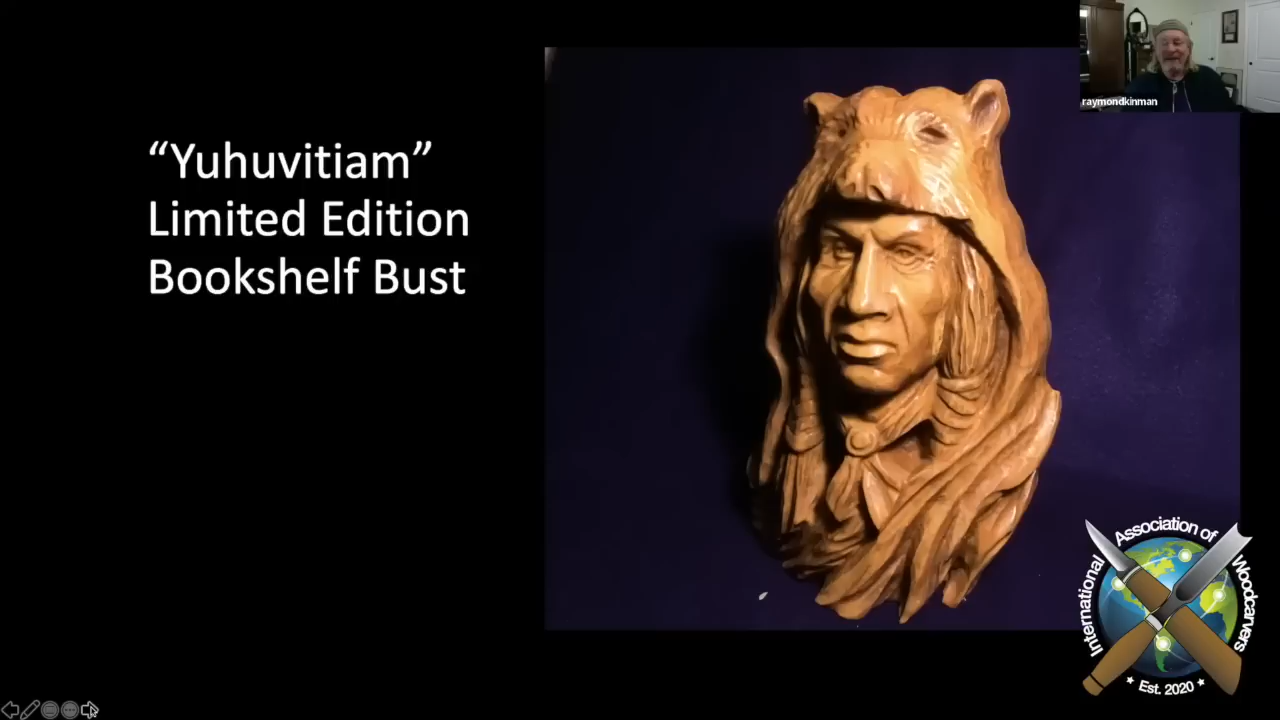 “Yuhuvitiam”
Limited Edition
Bookshelf Bust
raymondkinman
International Association of Woodcarvers
Est. 2020